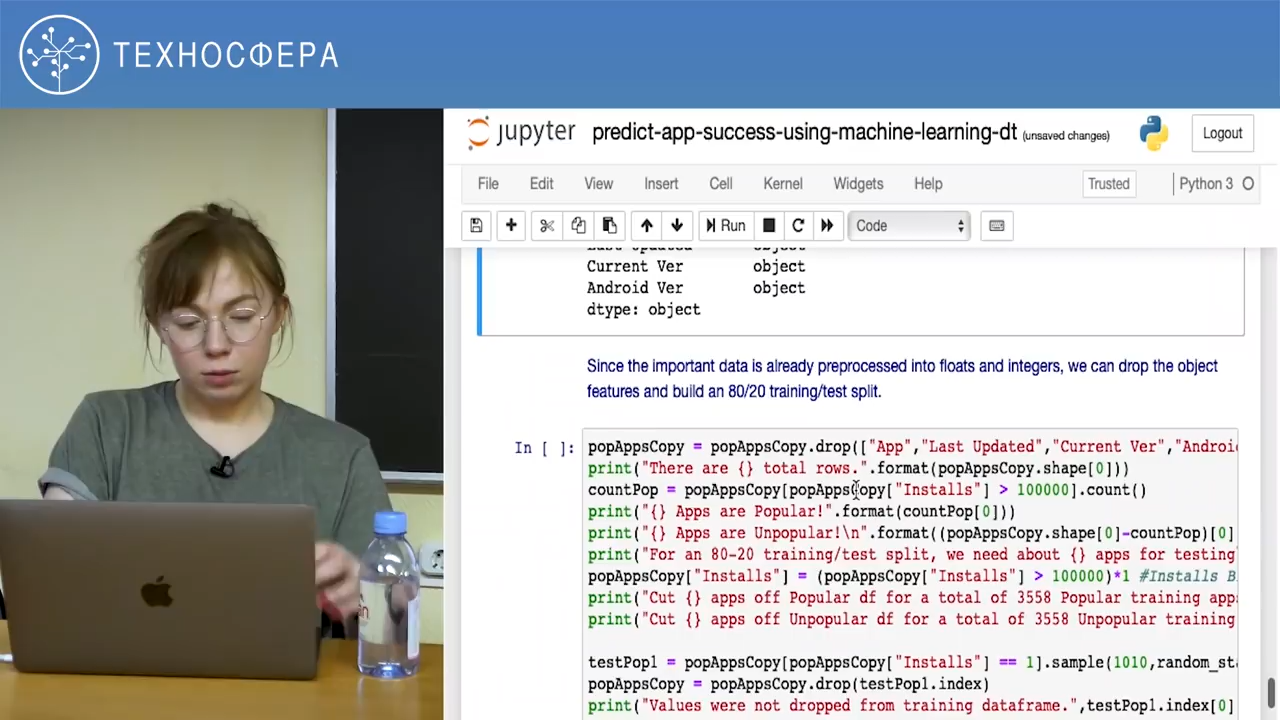 ТЕХНОСФЕРА
jupyter predict-app-success-using-machine-learning-dt (unsaved changes) Logout
File Edit View Insert Cell Kernel Widgets Help Trusted Python 3
Run Code
Last Updated object
Current Ver object
Android Ver object
dtype: object
Since the important data is already preprocessed into floats and integers, we can drop the object
features and build an 80/20 training/test split.
In [ ]: popAppsCopy = popAppsCopy.drop(["App","Last Updated","Current Ver","Androi
print("There are {} total rows.".format(popAppsCopy.shape[0]))
countPop = popAppsCopy[popAppsCopy["Installs"] > 100000].count()
print("{} Apps are Popular!".format(countPop[0]))
print("{} Apps are Unpopular!\n".format((popAppsCopy.shape[0]-countPop)[0]
print("For an 80-20 training/test split, we need about {} apps for testing
popAppsCopy["Installs"] = (popAppsCopy["Installs"] > 100000)*1 #Installs B
print("Cut {} apps off Popular df for a total of 3558 Popular training app
print("Cut {} apps off Unpopular df for a total of 3558 Unpopular training
testPop1 = popAppsCopy[popAppsCopy["Installs"] == 1].sample(1010,random_sta
popAppsCopy = popAppsCopy.drop(testPop1.index)
print("Values were not dropped from training dataframe.",testPop1.index[0]